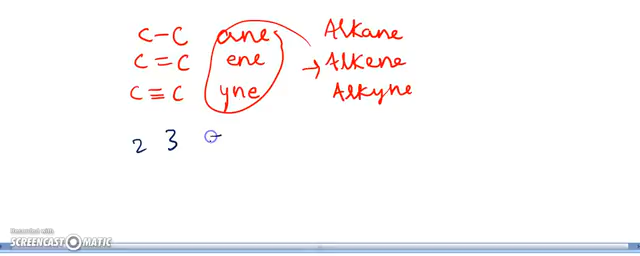 C-C ane Alkane
C=C ene → Alkene
C≡C yne Alkyne
2 3
Recorded with
SCREENCAST-O-MATIC